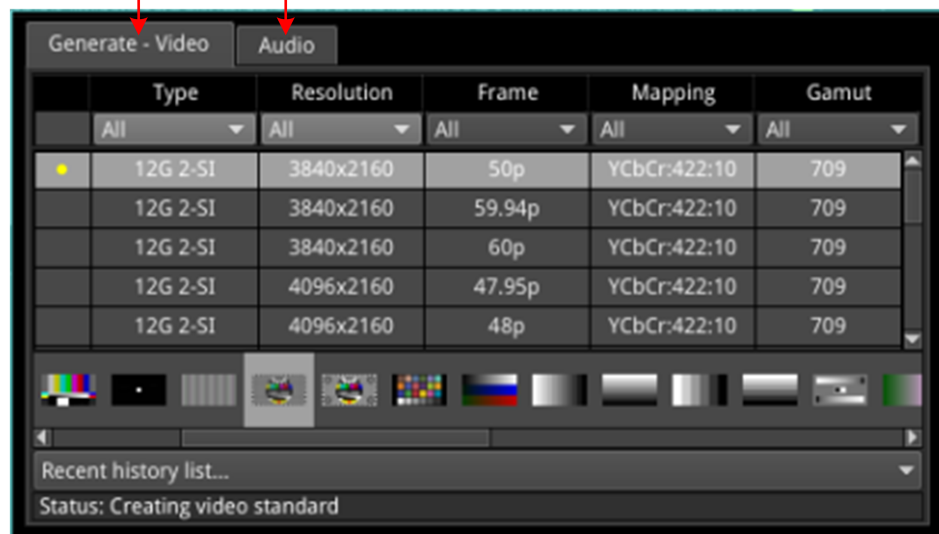 Generate - Video Audio
Type Resolution Frame Mapping Gamut
All All All All All
12G 2-SI 3840x2160 50p YCbCr:422:10 709
12G 2-SI 3840x2160 59.94p YCbCr:422:10 709
12G 2-SI 3840x2160 60p YCbCr:422:10 709
12G 2-SI 4096x2160 47.95p YCbCr:422:10 709
12G 2-SI 4096x2160 48p YCbCr:422:10 709
Recent history list...
Status: Creating video standard